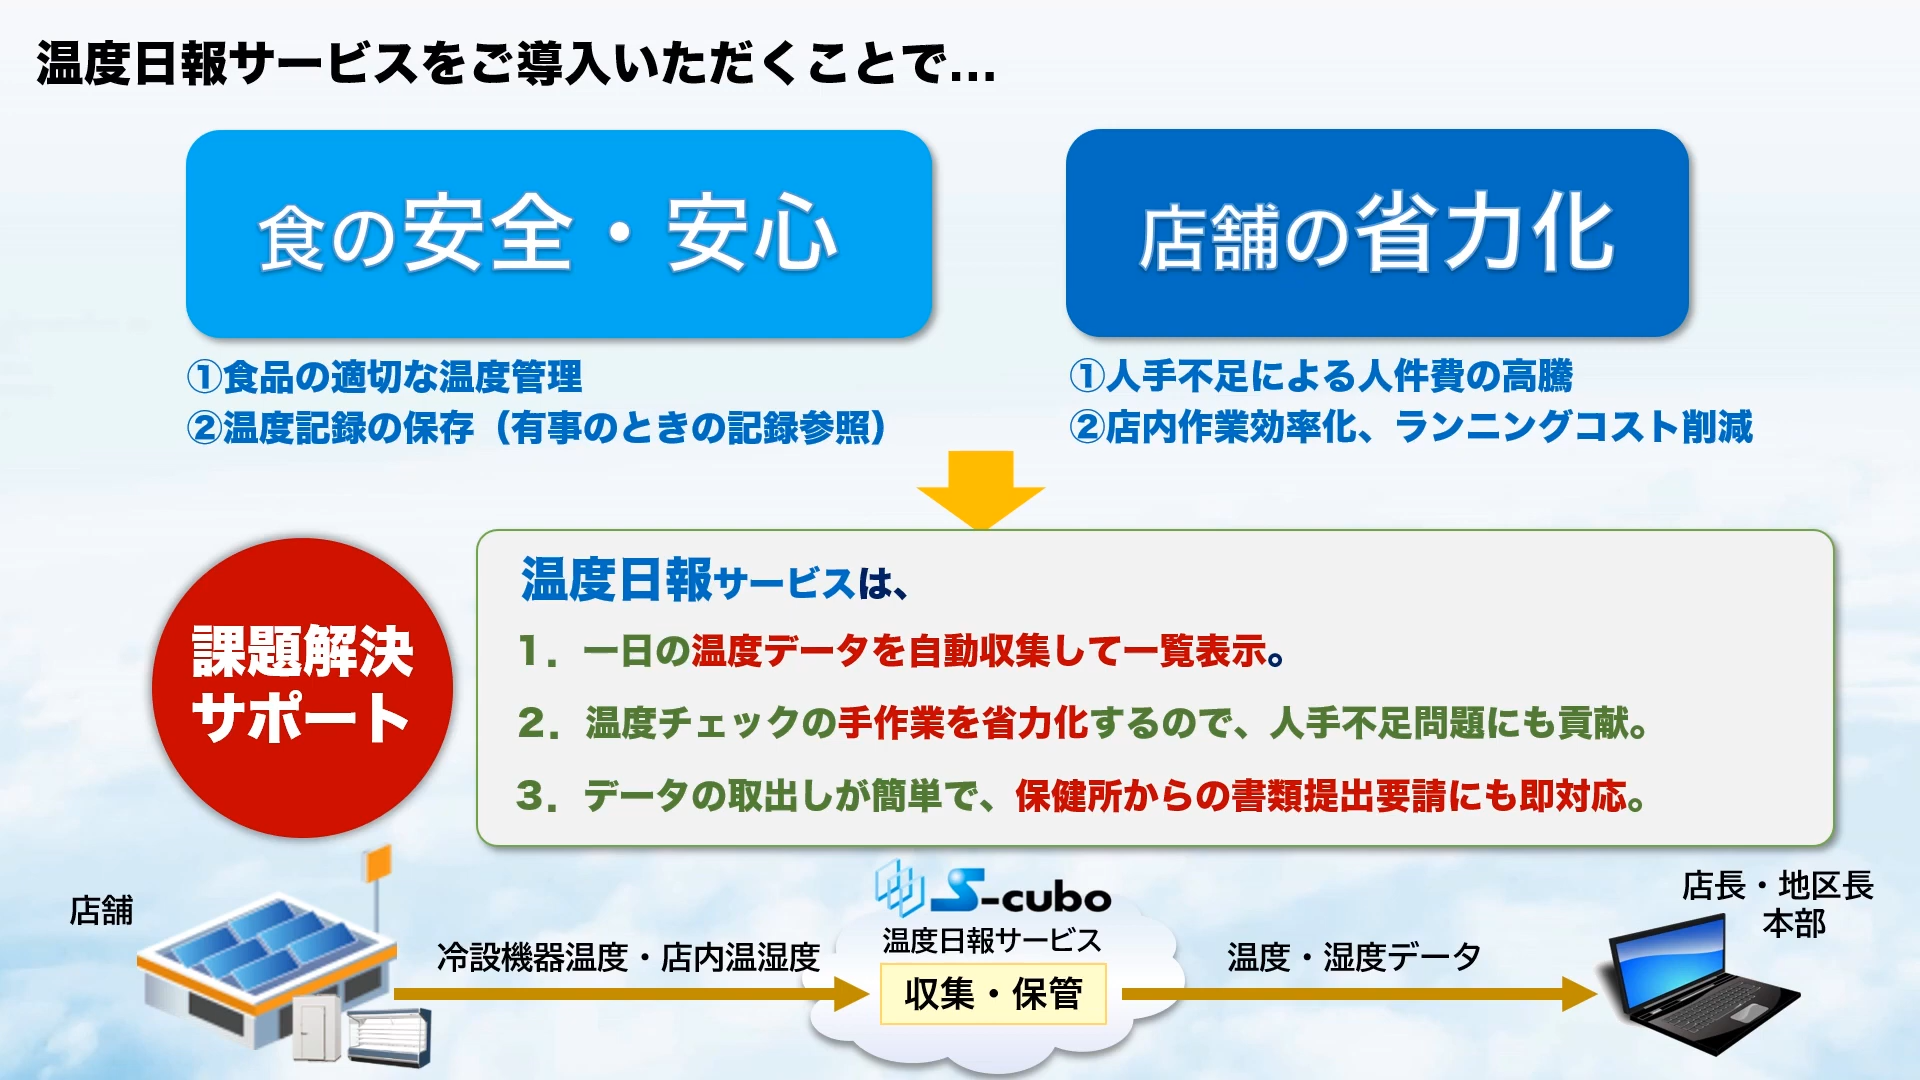 温度日報サービスをご導入いただくことで…
食の安全・安心
①食品の適切な温度管理
②温度記録の保存（有事のときの記録参照）
店舗の省力化
①人手不足による人件費の高騰
②店内作業効率化、ランニングコスト削減
課題解決
サポート
温度日報サービスは、
1．一日の温度データを自動収集して一覧表示。
2．温度チェックの手作業を省力化するので、人手不足問題にも貢献。
3．データの取出しが簡単で、保健所からの書類提出要請にも即対応。
店舗
冷設機器温度・店内温湿度
S-cubo
温度日報サービス
収集・保管
温度・湿度データ
店長・地区長
本部